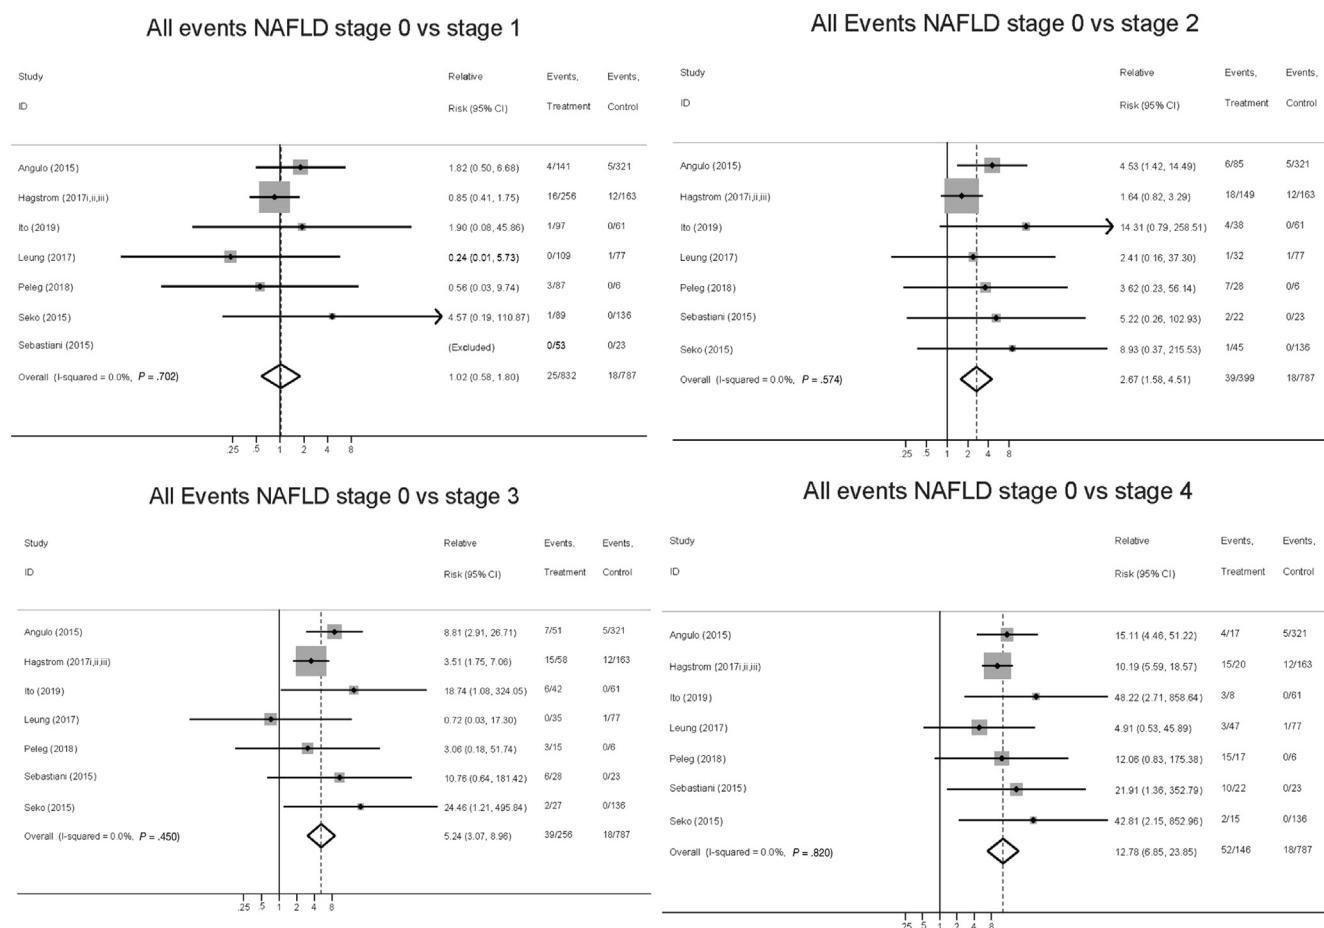 All events NAFLD stage 0 vs stage 1
Study Relative Events, Events,
ID Risk (95% CI) Treatment Control
Angulo (2015) 1.82 (0.50, 6.68) 4/141 5/321
Hagstrom (2017i,ii,iii) 0.85 (0.41, 1.75) 16/256 12/163
Ito (2019) 1.90 (0.08, 45.86) 1/97 0/61
Leung (2017) 0.24 (0.01, 5.73) 0/109 1/77
Peleg (2018) 0.56 (0.03, 9.74) 3/87 0/6
Seko (2015) 4.57 (0.19, 110.87) 1/89 0/136
Sebastiani (2015) (Excluded) 0/53 0/23
Overall (I-squared = 0.0%, P = .702) 1.02 (0.58, 1.80) 25/832 18/787
.25 .5 1 2 4 8
All Events NAFLD stage 0 vs stage 2
Study Relative Events, Events,
ID Risk (95% CI) Treatment Control
Angulo (2015) 4.53 (1.42, 14.49) 6/85 5/321
Hagstrom (2017i,ii,iii) 1.64 (0.82, 3.29) 18/149 12/163
Ito (2019) 14.31 (0.79, 258.51) 4/38 0/61
Leung (2017) 2.41 (0.16, 37.30) 1/32 1/77
Peleg (2018) 3.62 (0.23, 56.14) 7/28 0/6
Sebastiani (2015) 5.22 (0.26, 102.93) 2/22 0/23
Seko (2015) 8.93 (0.37, 215.53) 1/45 0/136
Overall (I-squared = 0.0%, P = .574) 2.67 (1.58, 4.51) 39/399 18/787
.25 .5 1 2 4 8
All Events NAFLD stage 0 vs stage 3
Study Relative Events, Events,
ID Risk (95% CI) Treatment Control
Angulo (2015) 8.81 (2.91, 26.71) 7/51 5/321
Hagstrom (2017i,ii,iii) 3.51 (1.75, 7.06) 15/58 12/163
Ito (2019) 18.74 (1.08, 324.05) 6/42 0/61
Leung (2017) 0.72 (0.03, 17.30) 0/35 1/77
Peleg (2018) 3.06 (0.18, 51.74) 3/15 0/6
Sebastiani (2015) 10.76 (0.64, 181.42) 6/28 0/23
Seko (2015) 24.46 (1.21, 495.84) 2/27 0/136
Overall (I-squared = 0.0%, P = .450) 5.24 (3.07, 8.96) 39/256 18/787
.25 .5 1 2 4 8
All events NAFLD stage 0 vs stage 4
Study Relative Events, Events,
ID Risk (95% CI) Treatment Control
Angulo (2015) 15.11 (4.46, 51.22) 4/17 5/321
Hagstrom (2017i,ii,iii) 10.19 (5.59, 18.57) 15/20 12/163
Ito (2019) 48.22 (2.71, 858.64) 3/8 0/61
Leung (2017) 4.91 (0.53, 45.89) 3/47 1/77
Peleg (2018) 12.06 (0.83, 175.38) 15/17 0/6
Sebastiani (2015) 21.91 (1.36, 352.79) 10/22 0/23
Seko (2015) 42.81 (2.15, 852.96) 2/15 0/136
Overall (I-squared = 0.0%, P = .820) 12.78 (6.85, 23.85) 52/146 18/787
.25 .5 1 2 4 8